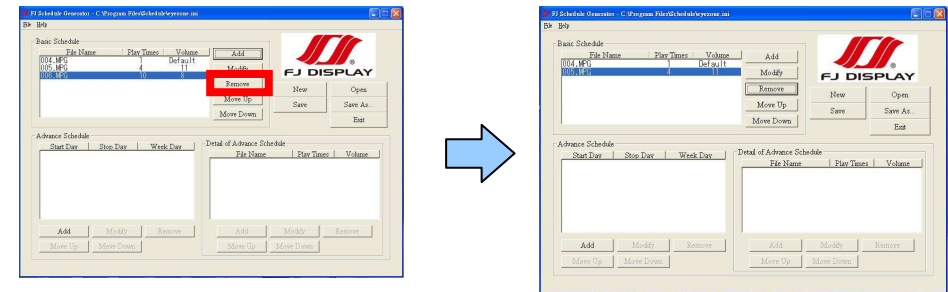 FJ Schedule Generator - C:\Program Files\Schedule\eyezone.ini
File Help
Basic Schedule
File Name Play Times Volume
004.MPG 1 Default
005.MPG 4 11
006.MPG 10 8
Add
Modify
Remove
Move Up
Move Down
FJ DISPLAY
New Open
Save Save As...
Exit
Advance Schedule
Start Day Stop Day Week Day
Add Modify Remove
Move Up Move Down
Detail of Advance Schedule
File Name Play Times Volume
Add Modify Remove
Move Up Move Down
FJ Schedule Generator - C:\Program Files\Schedule\eyezone.ini
File Help
Basic Schedule
File Name Play Times Volume
004.MPG 1 Default
005.MPG 4 11
Add
Modify
Remove
Move Up
Move Down
FJ DISPLAY
New Open
Save Save As...
Exit
Advance Schedule
Start Day Stop Day Week Day
Add Modify Remove
Move Up Move Down
Detail of Advance Schedule
File Name Play Times Volume
Add Modify Remove
Move Up Move Down